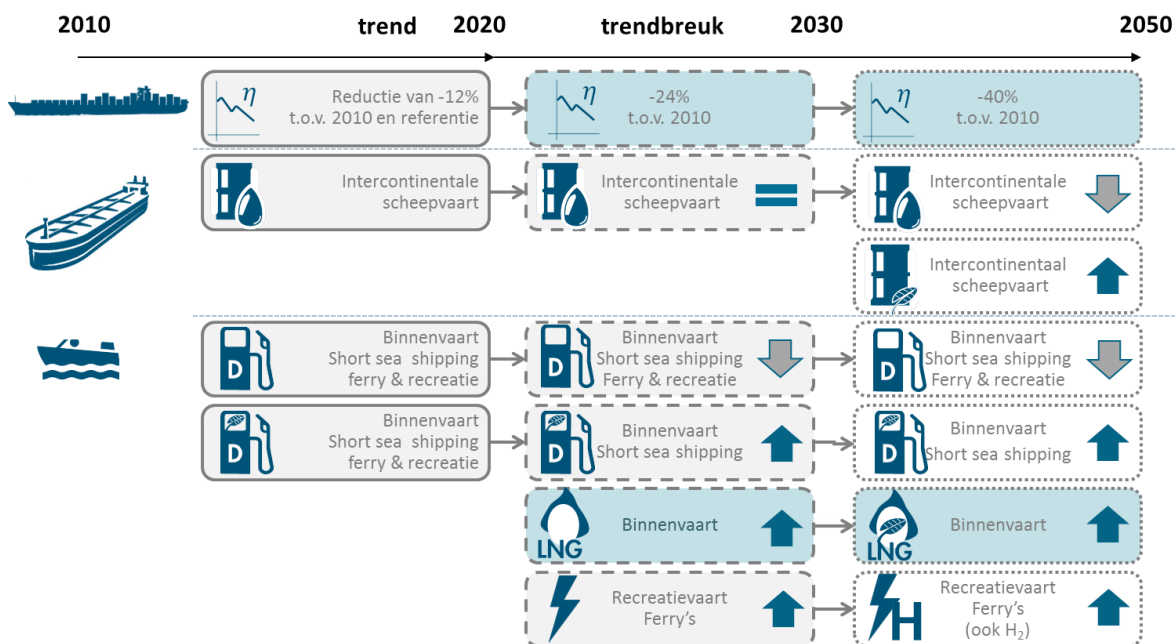 2010 trend 2020 trendbreuk 2030 2050
η Reductie van -12%
t.o.v. 2010 en referentie
η -24%
t.o.v. 2010
η -40%
t.o.v. 2010
Intercontinentale
scheepvaart
Intercontinentale
scheepvaart
Intercontinentale
scheepvaart
Intercontinentaal
scheepvaart
D
Binnenvaart
Short sea shipping
ferry & recreatie
D
Binnenvaart
Short sea shipping
Ferry & recreatie
D
Binnenvaart
Short sea shipping
Ferry & recreatie
D
Binnenvaart
Short sea shipping
ferry & recreatie
D
Binnenvaart
Short sea shipping
D
Binnenvaart
Short sea shipping
LNG
Binnenvaart
LNG
Binnenvaart
Recreatievaart
Ferry's
H
Recreatievaart
Ferry's
(ook H₂)